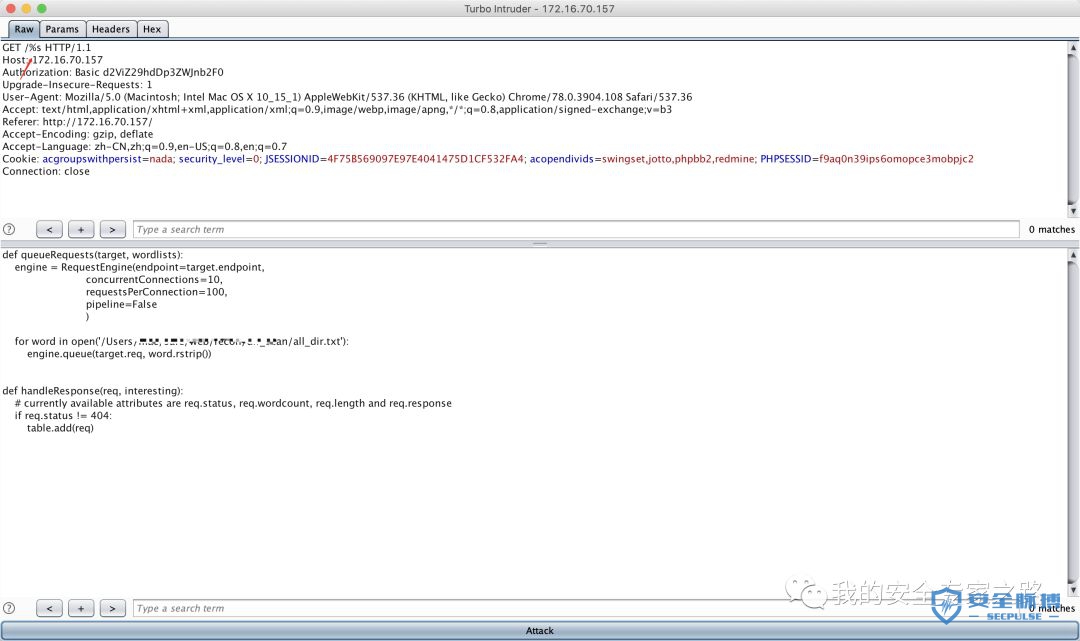 Turbo Intruder - 172.16.70.157
Raw Params Headers Hex
GET /%s HTTP/1.1
Host: 172.16.70.157
Authorization: Basic d2ViZ29hdDp3ZWJnb2F0
Upgrade-Insecure-Requests: 1
User-Agent: Mozilla/5.0 (Macintosh; Intel Mac OS X 10_15_1) AppleWebKit/537.36 (KHTML, like Gecko) Chrome/78.0.3904.108 Safari/537.36
Accept: text/html,application/xhtml+xml,application/xml;q=0.9,image/webp,image/apng,*/*;q=0.8,application/signed-exchange;v=b3
Referer: http://172.16.70.157/
Accept-Encoding: gzip, deflate
Accept-Language: zh-CN,zh;q=0.9,en-US;q=0.8,en;q=0.7
Cookie: acgroupswithpersist=nada; security_level=0; JSESSIONID=4F75B569097E97E4041475D1CF532FA4; acopendivids=swingset,jotto,phpbb2,redmine; PHPSESSID=f9aq0n39ips6omopce3mobpjc2
Connection: close
? < + > Type a search term 0 matches
def queueRequests(target, wordlists):
engine = RequestEngine(endpoint=target.endpoint,
concurrentConnections=10,
requestsPerConnection=100,
pipeline=False
)
for word in open('/Users/ /all_dir.txt'):
engine.queue(target.req, word.rstrip())
def handleResponse(req, interesting):
# currently available attributes are req.status, req.wordcount, req.length and req.response
if req.status != 404:
table.add(req)
我的安全专家之路
安全脉搏
SECPULSE
? < + > Type a search term 0 matches
Attack